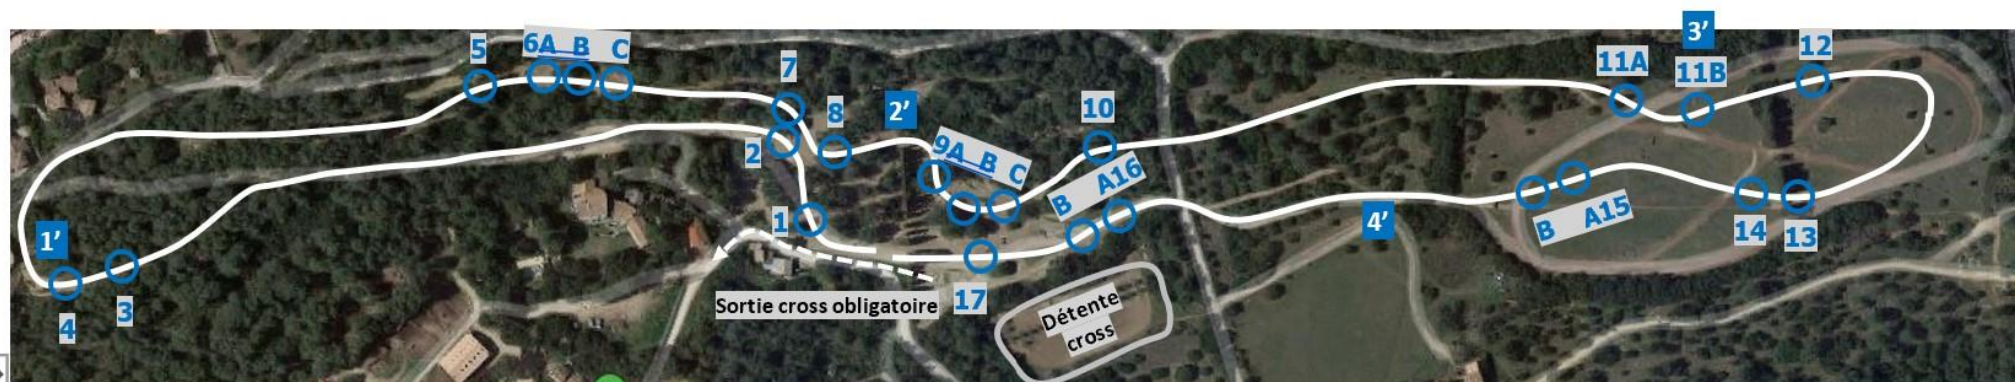 3’
5
6A B C
12
7
11A
11B
8
2’
10
2
9A B C
B A16
1
4’
B A15
1’
14
13
3
4
Sortie cross obligatoire
17
Détente
cross